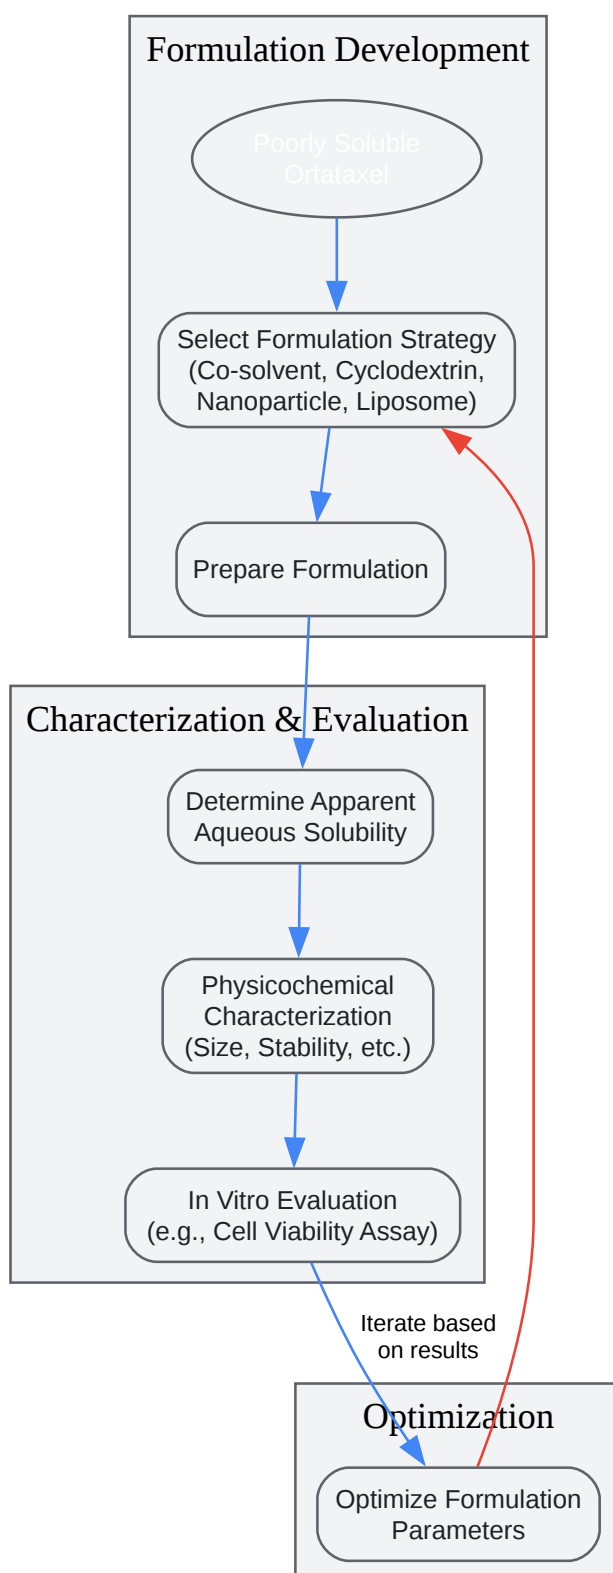 Formulation Development
Poorly Soluble
Ortataxel
Select Formulation Strategy
(Co-solvent, Cyclodextrin,
Nanoparticle, Liposome)
Prepare Formulation
Characterization & Evaluation
Determine Apparent
Aqueous Solubility
Physicochemical
Characterization
(Size, Stability, etc.)
In Vitro Evaluation
(e.g., Cell Viability Assay)
Iterate based
on results
Optimization
Optimize Formulation
Parameters